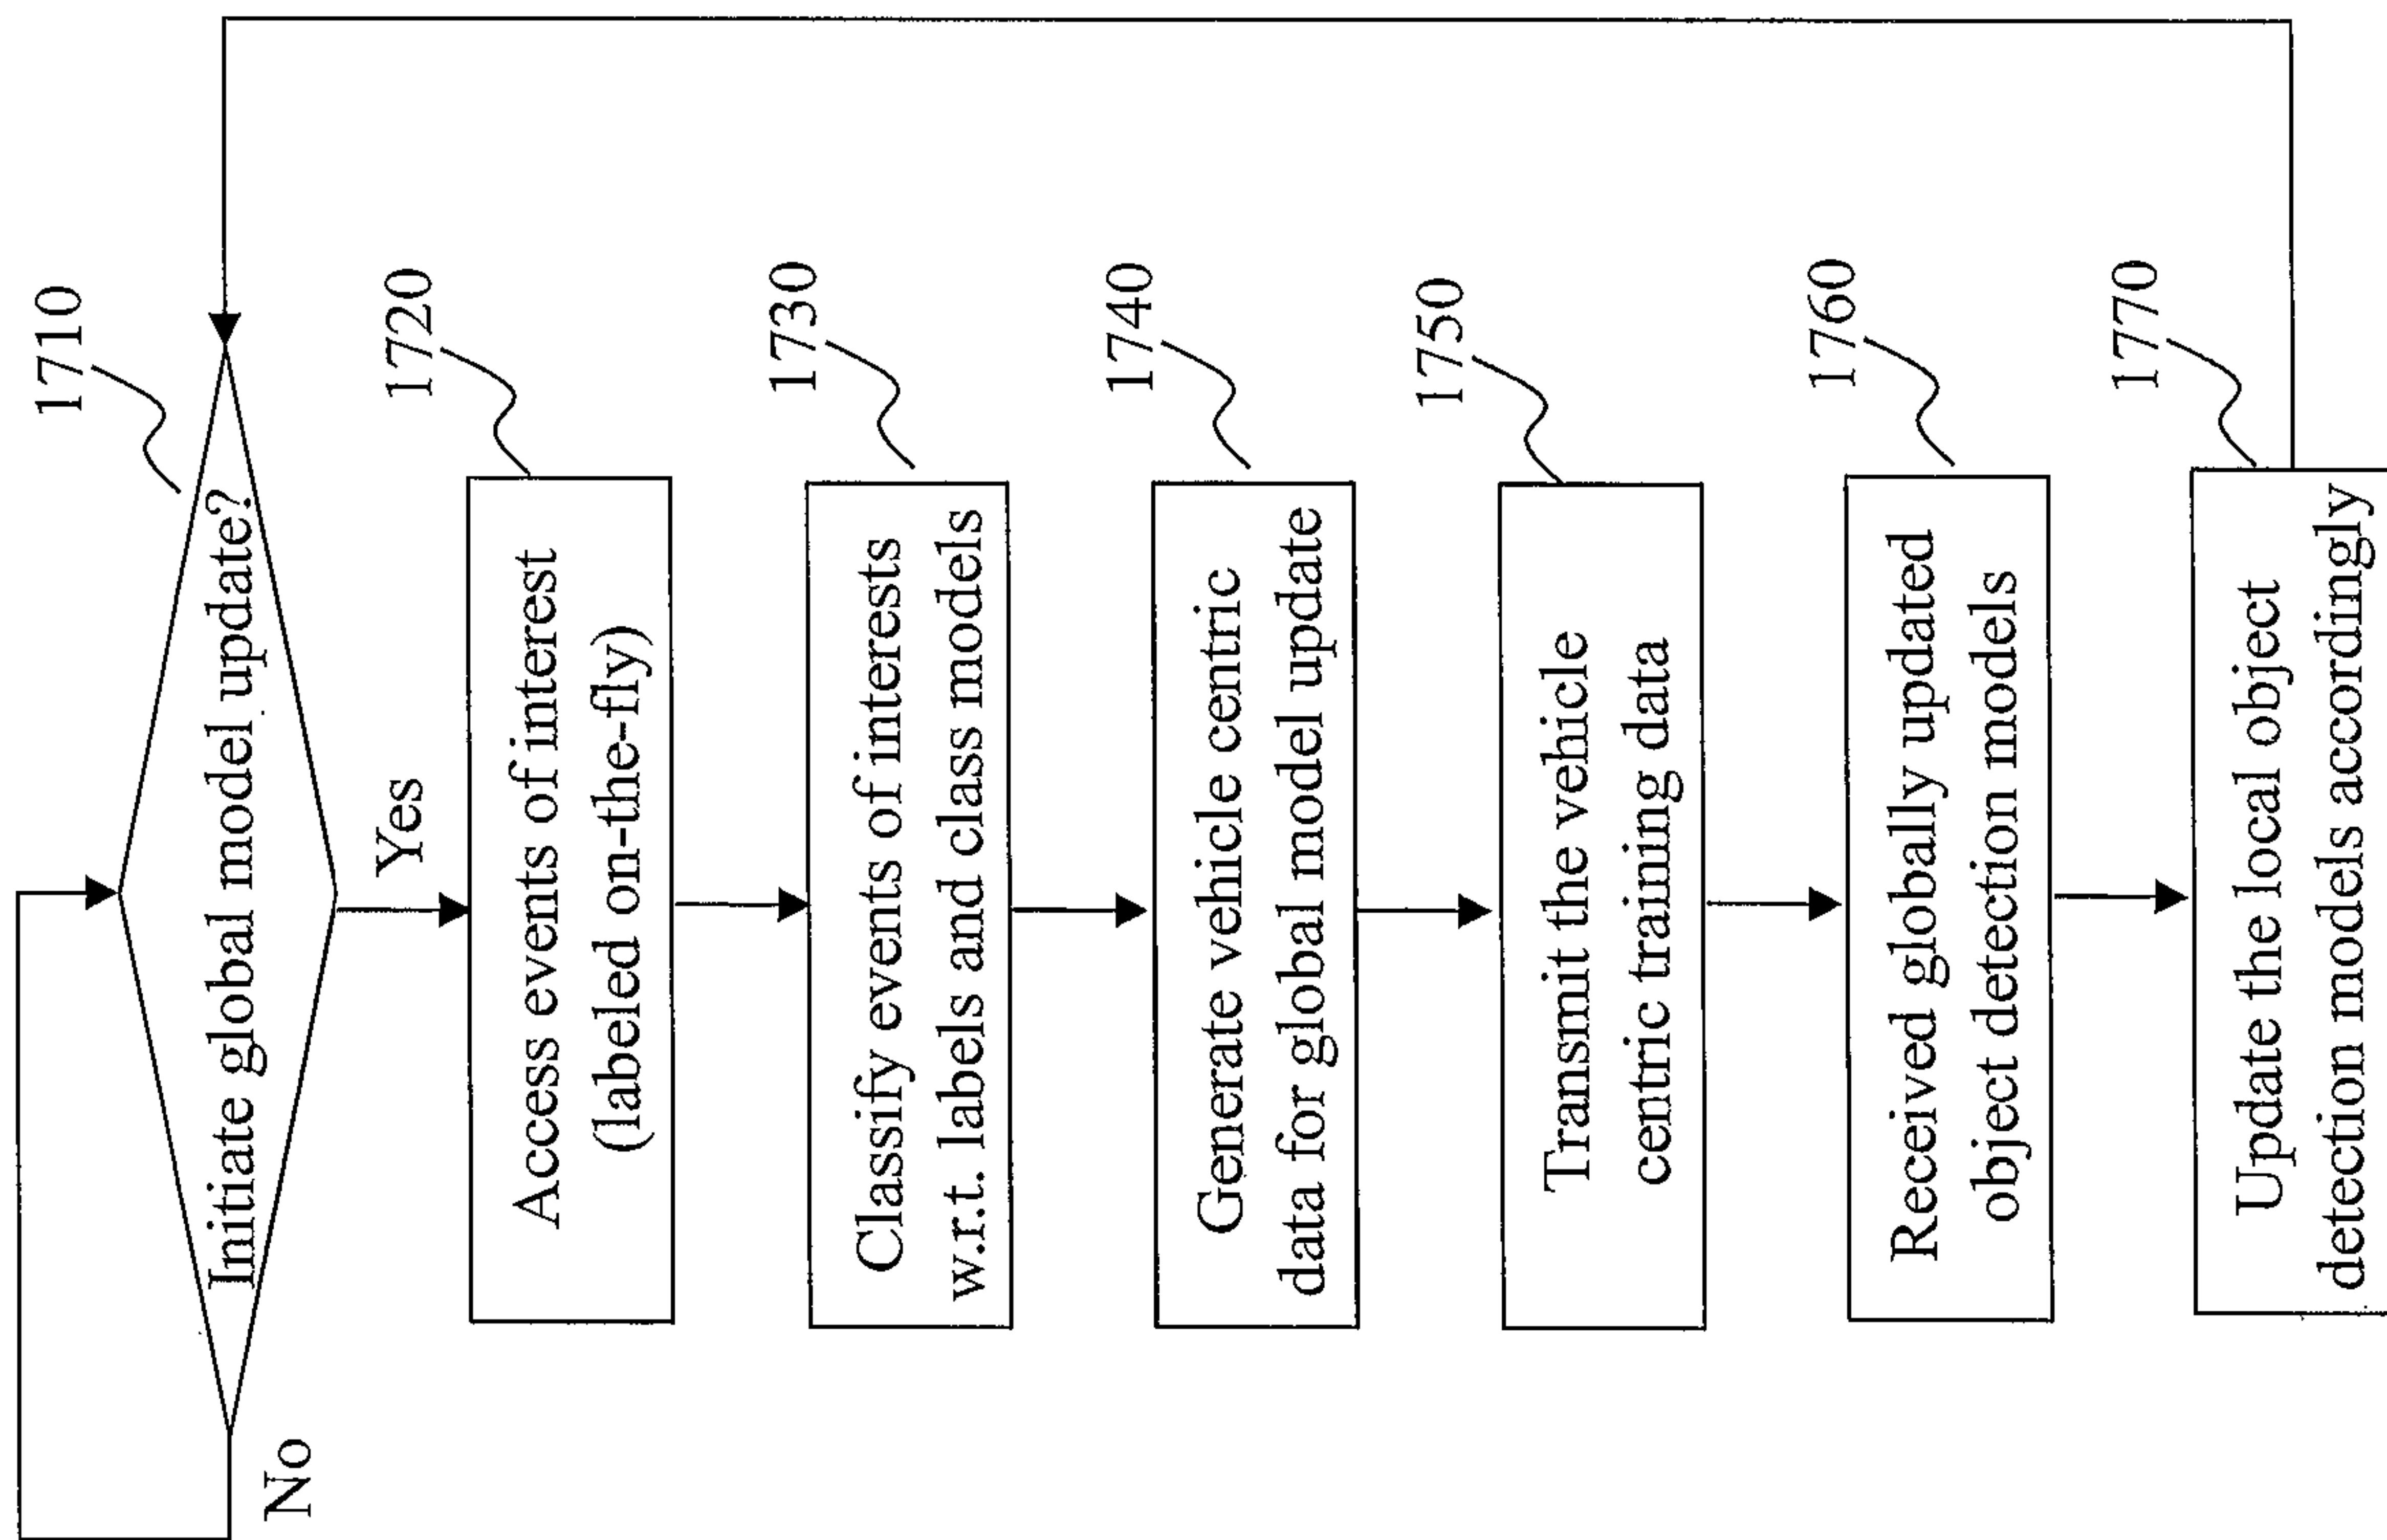 1710
Initiate global model update?
No
Yes
1720
Access events of interest
(labeled on-the-fly)
1730
Classify events of interests
w.r.t. labels and class models
1740
Generate vehicle centric
data for global model update
1750
Transmit the vehicle
centric training data
1760
Received globally updated
object detection models
1770
Update the local object
detection models accordingly